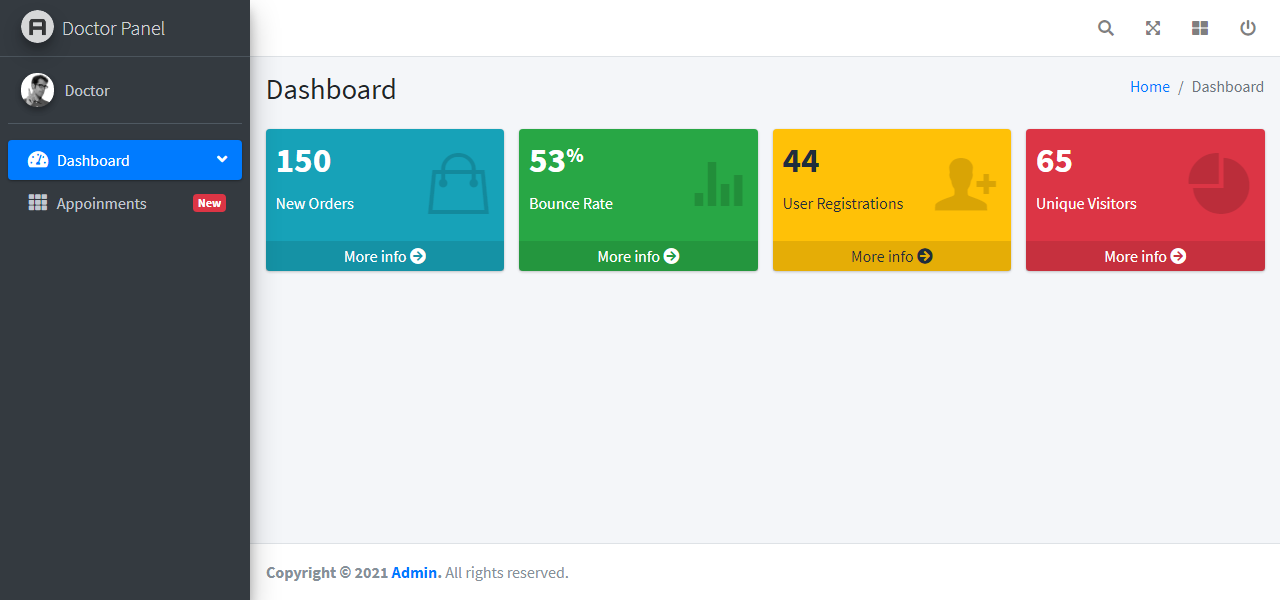 Doctor Panel
Doctor
Dashboard
Appoinments New
Dashboard
Home / Dashboard
150
New Orders
More info
53%
Bounce Rate
More info
44
User Registrations
More info
65
Unique Visitors
More info
Copyright © 2021 Admin. All rights reserved.